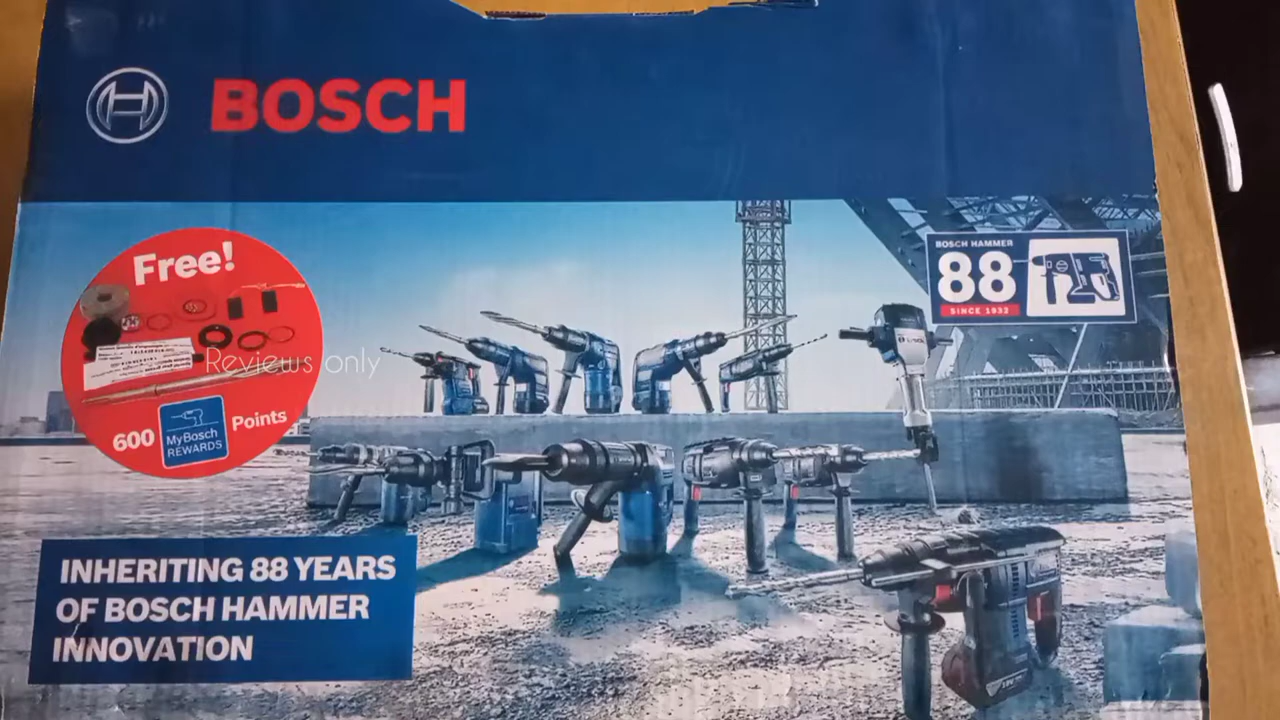 BOSCH
Free!
Reviews only
600
MyBosch
REWARDS
Points
BOSCH HAMMER
88
SINCE 1932
INHERITING 88 YEARS
OF BOSCH HAMMER
INNOVATION